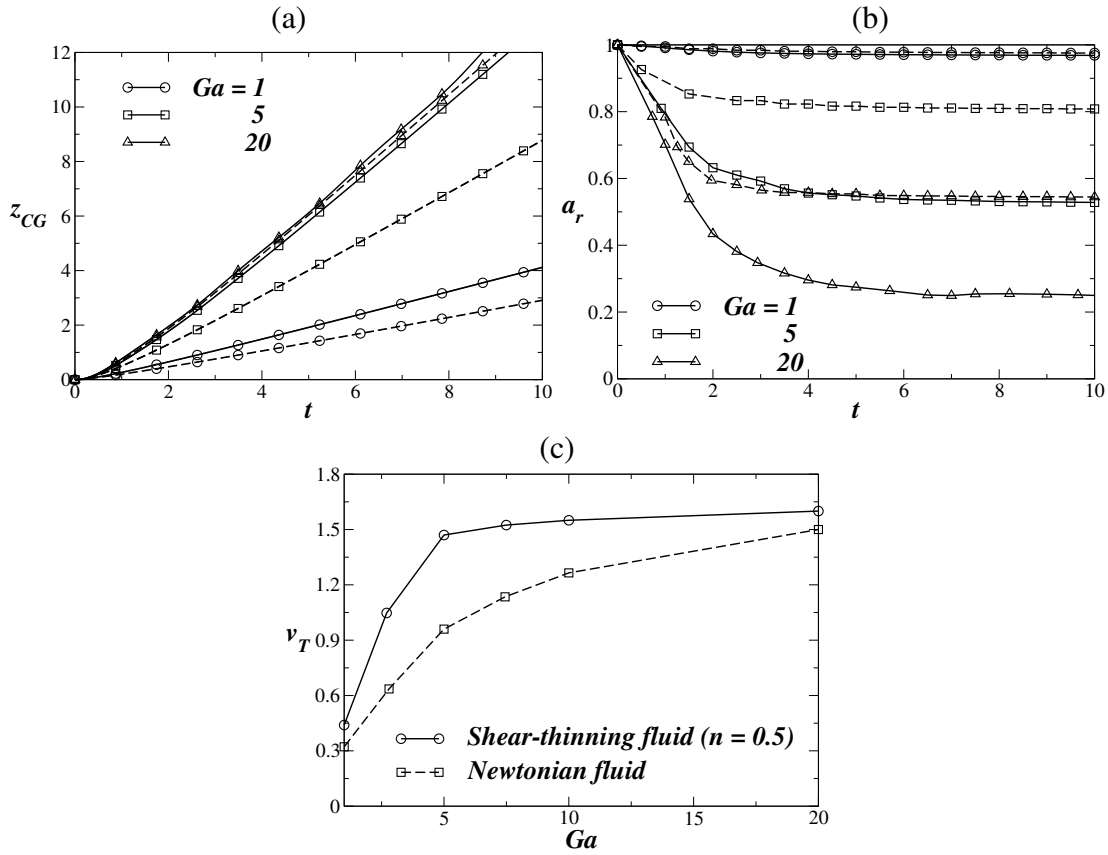 (a)
12
10
8
6
4
2
0
z_CG
Ga = 1
5
20
0 2 4 6 8 10
t
(b)
1
0.8
0.6
0.4
0.2
0
a_r
Ga = 1
5
20
0 2 4 6 8 10
t
(c)
1.8
1.5
1.2
0.9
0.6
0.3
0
v_T
Shear-thinning fluid (n = 0.5)
Newtonian fluid
5 10 15 20
Ga